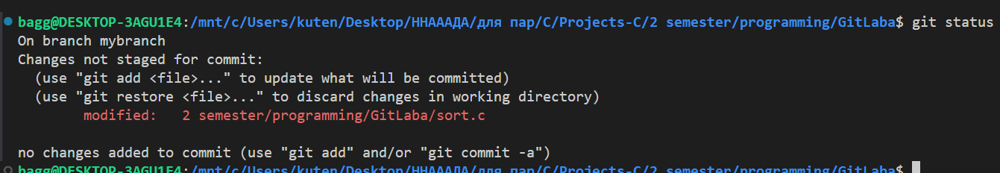 bagg@DESKTOP-3AGU1E4:/mnt/c/Users/kuten/Desktop/ННАААДА/для пар/C/Projects-C/2 semester/programming/GitLaba$ git status
On branch mybranch
Changes not staged for commit:
  (use "git add <file>..." to update what will be committed)
  (use "git restore <file>..." to discard changes in working directory)
        modified:   2 semester/programming/GitLaba/sort.c

no changes added to commit (use "git add" and/or "git commit -a")
bagg@DESKTOP-3AGU1E4:/mnt/c/Users/kuten/Desktop/ННАААДА/для пар/C/Projects-C/2 semester/programming/GitLaba$